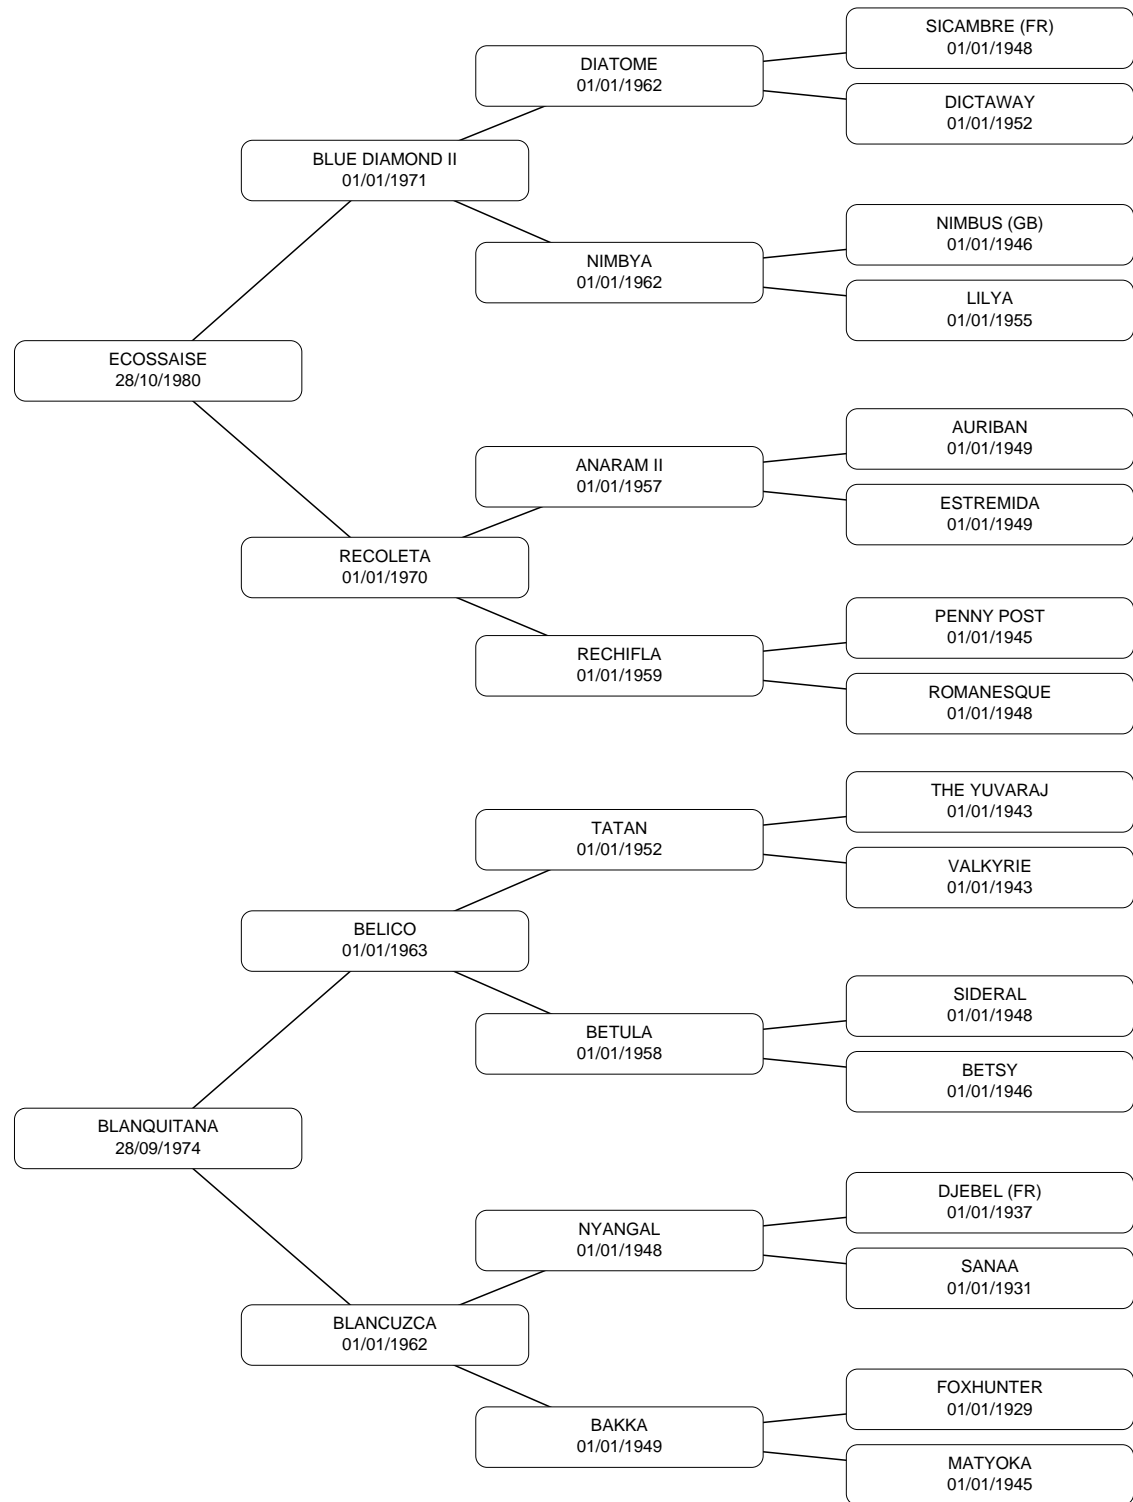 SICAMBRE (FR)
01/01/1948
DIATOME
01/01/1962
DICTAWAY
01/01/1952
BLUE DIAMOND II
01/01/1971
NIMBUS (GB)
01/01/1946
NIMBYA
01/01/1962
LILYA
01/01/1955
ECOSSAISE
28/10/1980
AURIBAN
01/01/1949
ANARAM II
01/01/1957
ESTREMIDA
01/01/1949
RECOLETA
01/01/1970
PENNY POST
01/01/1945
RECHIFLA
01/01/1959
ROMANESQUE
01/01/1948
THE YUVARAJ
01/01/1943
TATAN
01/01/1952
VALKYRIE
01/01/1943
BELICO
01/01/1963
SIDERAL
01/01/1948
BETULA
01/01/1958
BETSY
01/01/1946
BLANQUITANA
28/09/1974
DJEBEL (FR)
01/01/1937
NYANGAL
01/01/1948
SANAA
01/01/1931
BLANCUZCA
01/01/1962
FOXHUNTER
01/01/1929
BAKKA
01/01/1949
MATYOKA
01/01/1945